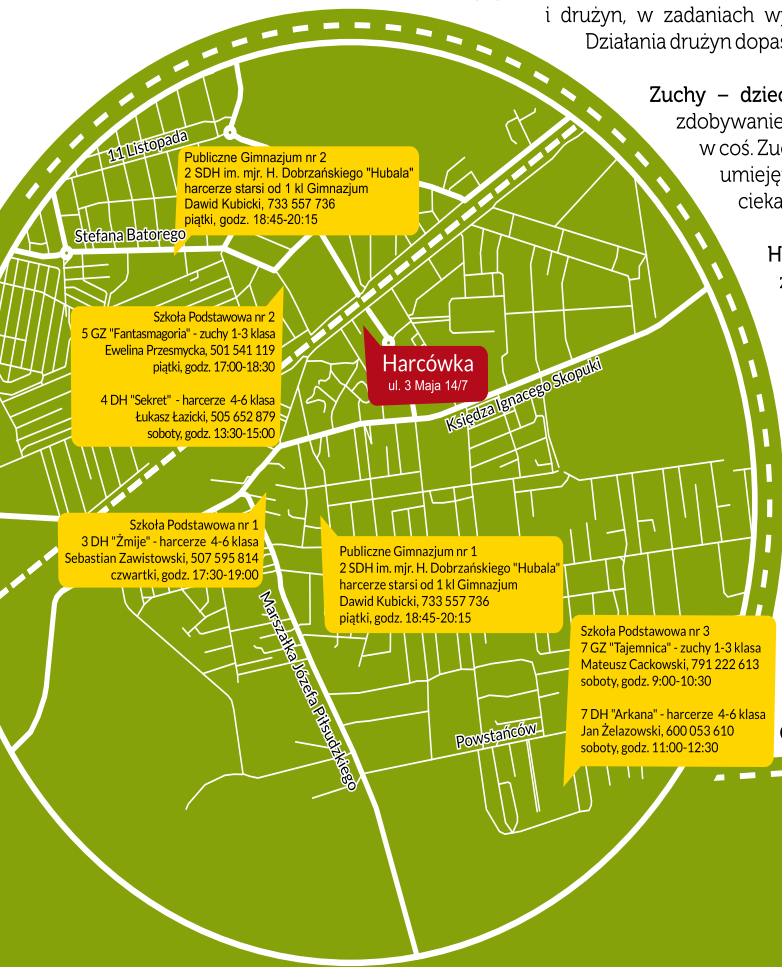 i drużyn, w zadaniach
Działania drużyn
Zuchy –
zdobywanie
w coś.
11 Listopada
Publiczne Gimnazjum nr 2
2 SDH im. mjr. H. Dobrzańskiego "Hubala"
harcerze starsi od 1 kl Gimnazjum
Dawid Kubicki, 733 557 736
piątki, godz. 18:45-20:15
Stefana Batorego
Szkoła Podstawowa nr 2
5 GZ "Fantasmagoria" - zuchy 1-3 klasa
Ewelina Przesmycka, 501 541 119
piątki, godz. 17:00-18:30
4 DH "Sekret" - harcerze 4-6 klasa
Łukasz Łazicki, 505 652 879
soboty, godz. 13:30-15:00
Harcówka
ul. 3 Maja 14/7
Księdza Ignacego Skopuki
Szkoła Podstawowa nr 1
3 DH "Żmije" - harcerze 4-6 klasa
Sebastian Zawistowski, 507 595 814
czwartki, godz. 17:30-19:00
Publiczne Gimnazjum nr 1
2 SDH im. mjr. H. Dobrzańskiego "Hubala"
harcerze starsi od 1 kl Gimnazjum
Dawid Kubicki, 733 557 736
piątki, godz. 18:45-20:15
Marszałka Józefa Piłsudzkiego
Szkoła Podstawowa nr 3
7 GZ "Tajemnica" - zuchy 1-3 klasa
Mateusz Cackowski, 791 222 613
soboty, godz. 9:00-10:30
7 DH "Arkana" - harcerze 4-6 klasa
Jan Żelazowski, 600 053 610
soboty, godz. 11:00-12:30
Powstańców